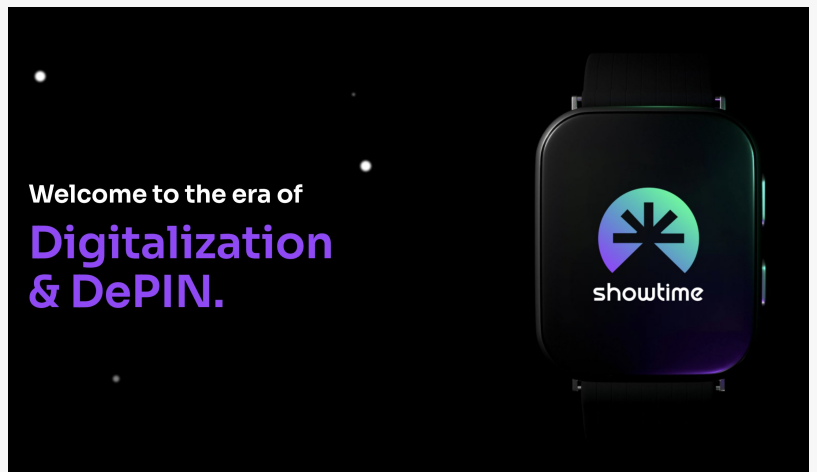 Welcome to the era of
Digitalization
& DePIN.
showtime